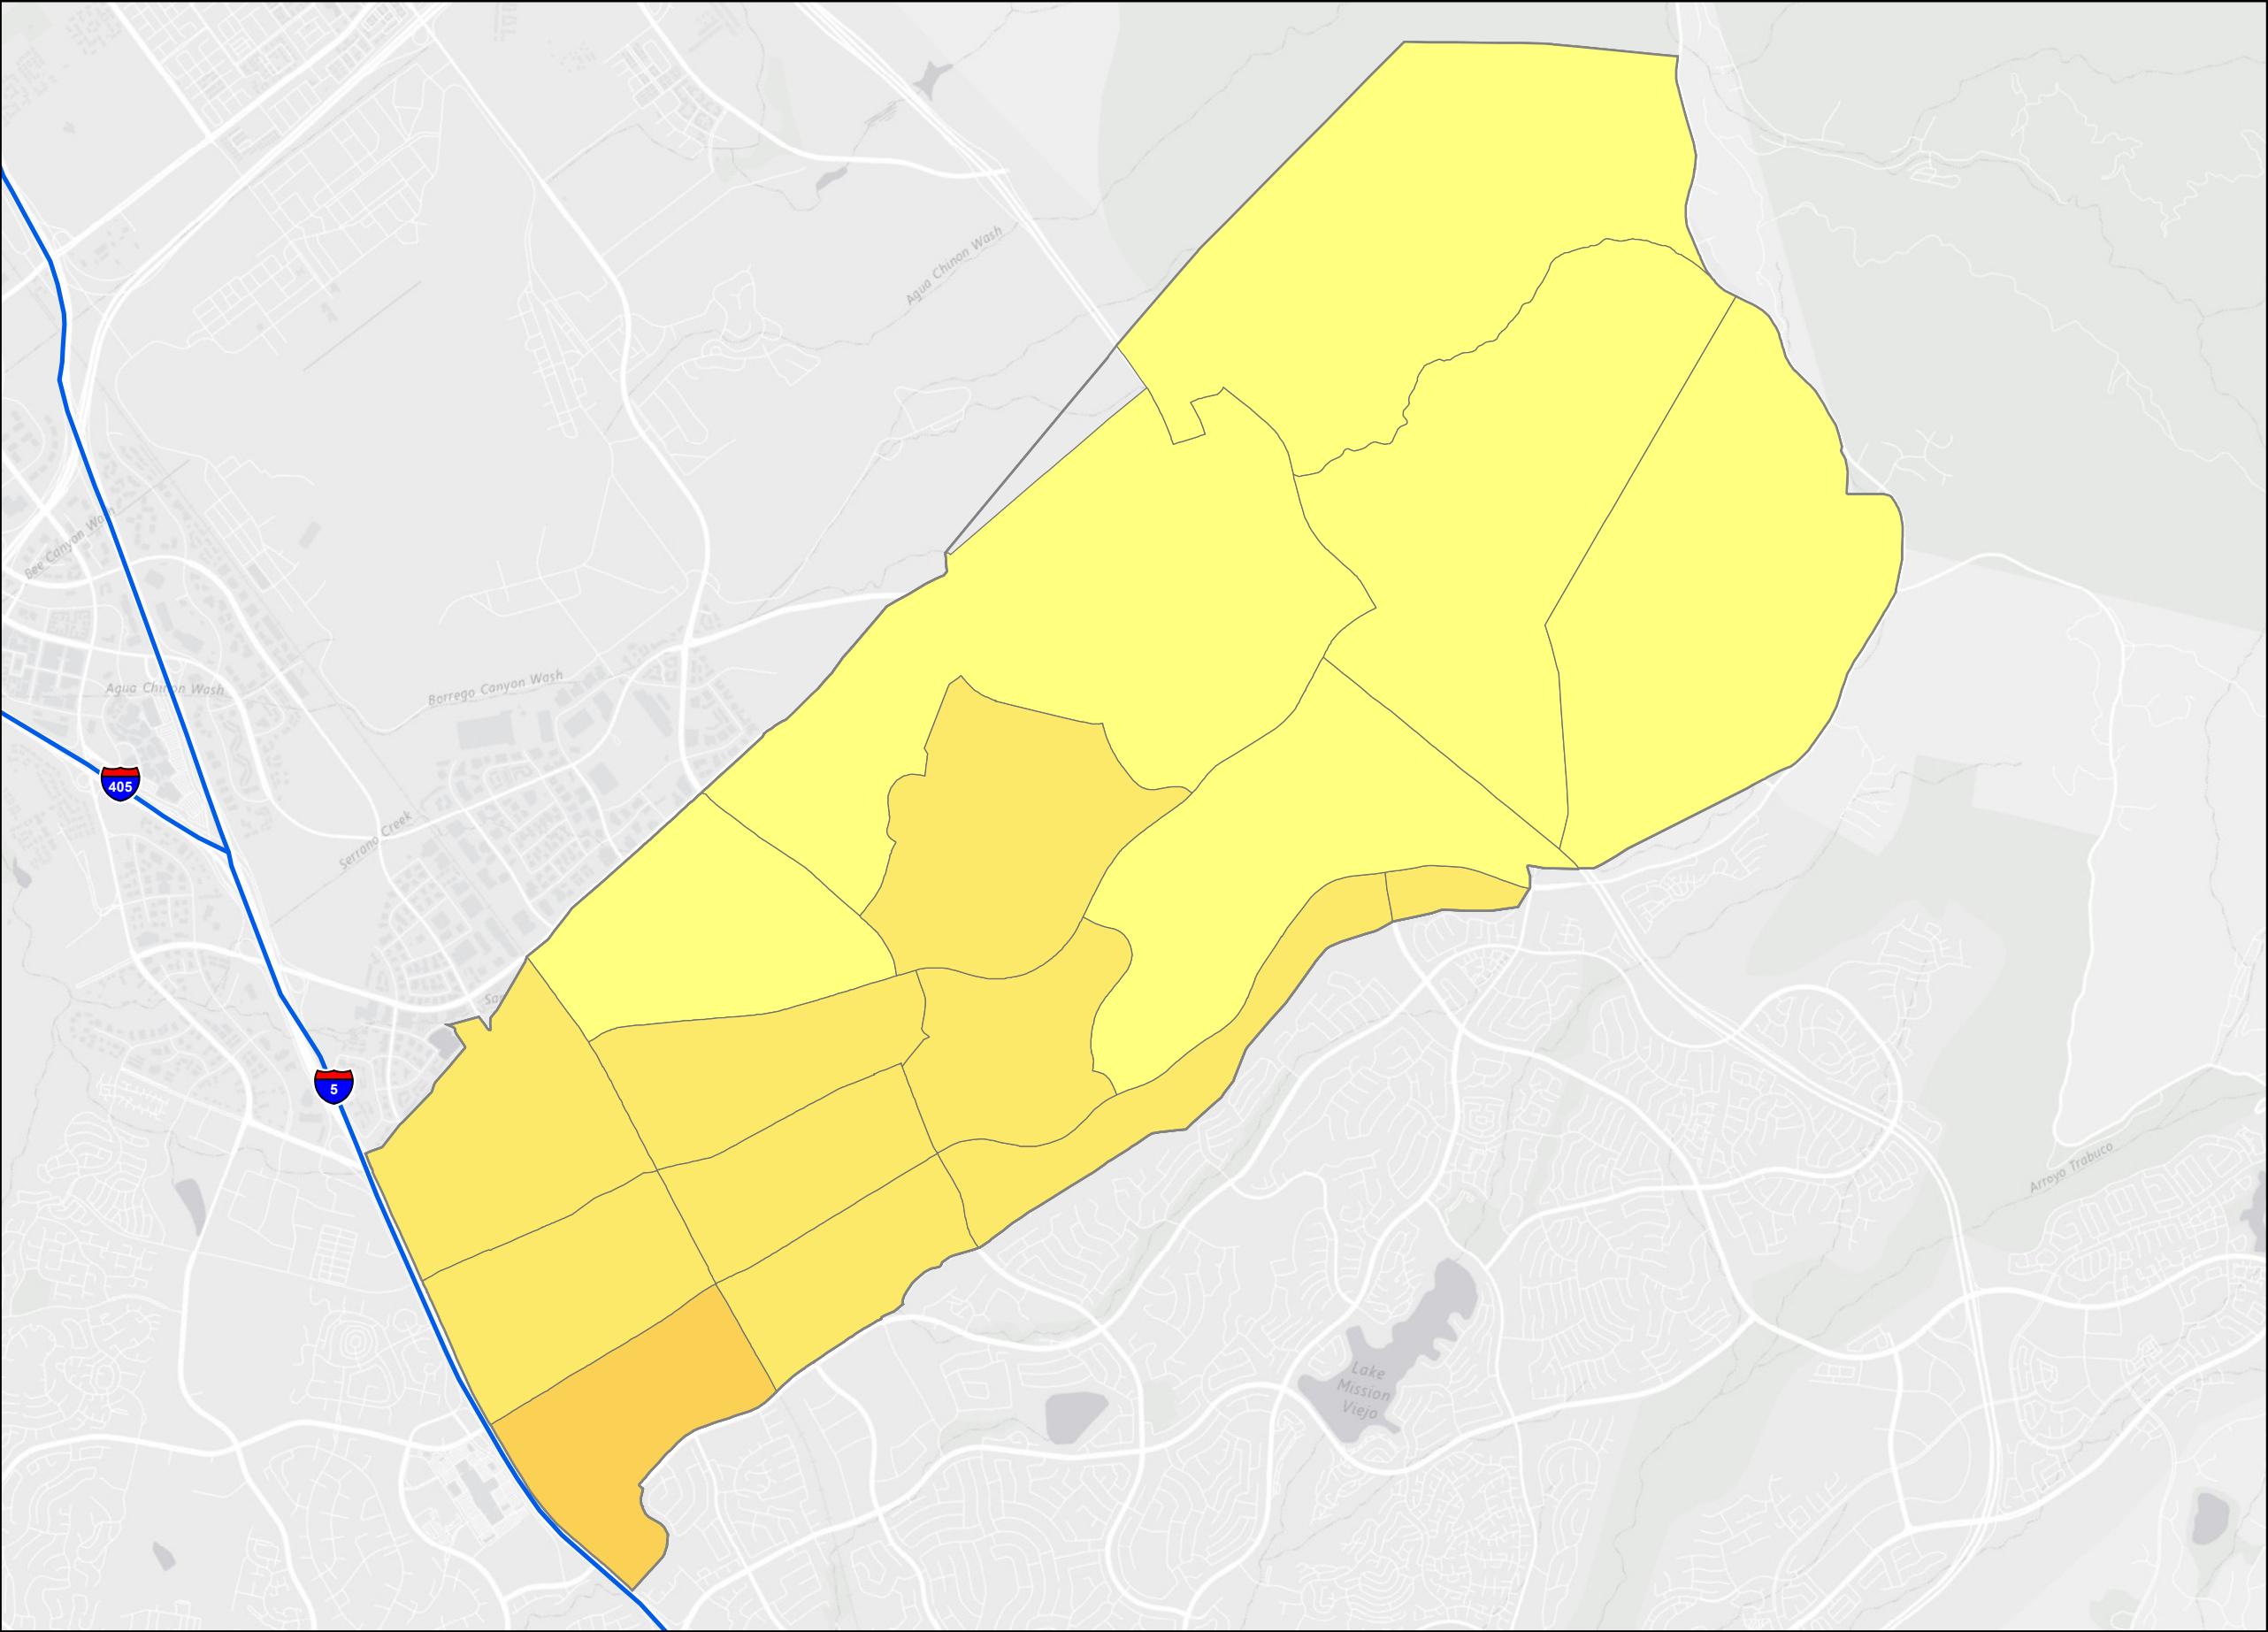 Agua Chinon Wash
Bee Canyon Wash
Agua Chinon Wash
Borrego Canyon Wash
405
Serrano Creek
5
Arroyo Trabuco
Lake
Mission
Viejo